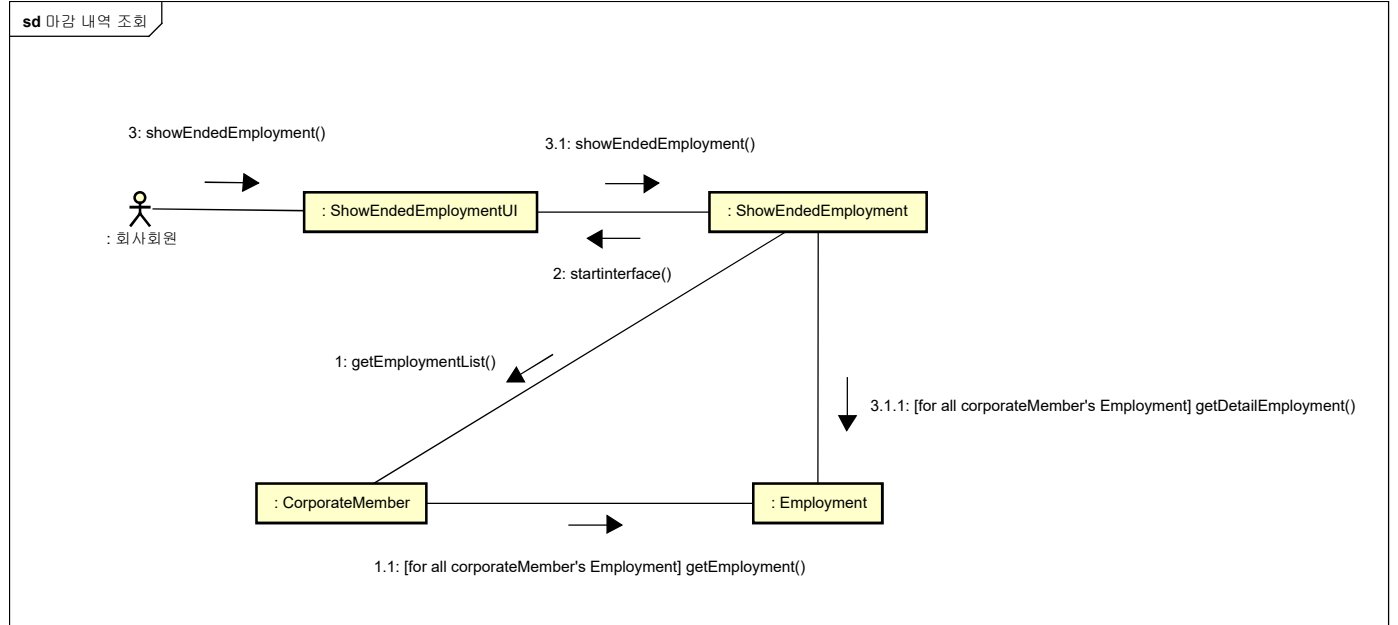 sd 마감 내역 조회
3: showEndedEmployment()
3.1: showEndedEmployment()
: ShowEndedEmploymentUI
: ShowEndedEmployment
: 회사회원
2: startinterface()
1: getEmploymentList()
3.1.1: [for all corporateMember's Employment] getDetailEmployment()
: CorporateMember
: Employment
1.1: [for all corporateMember's Employment] getEmployment()